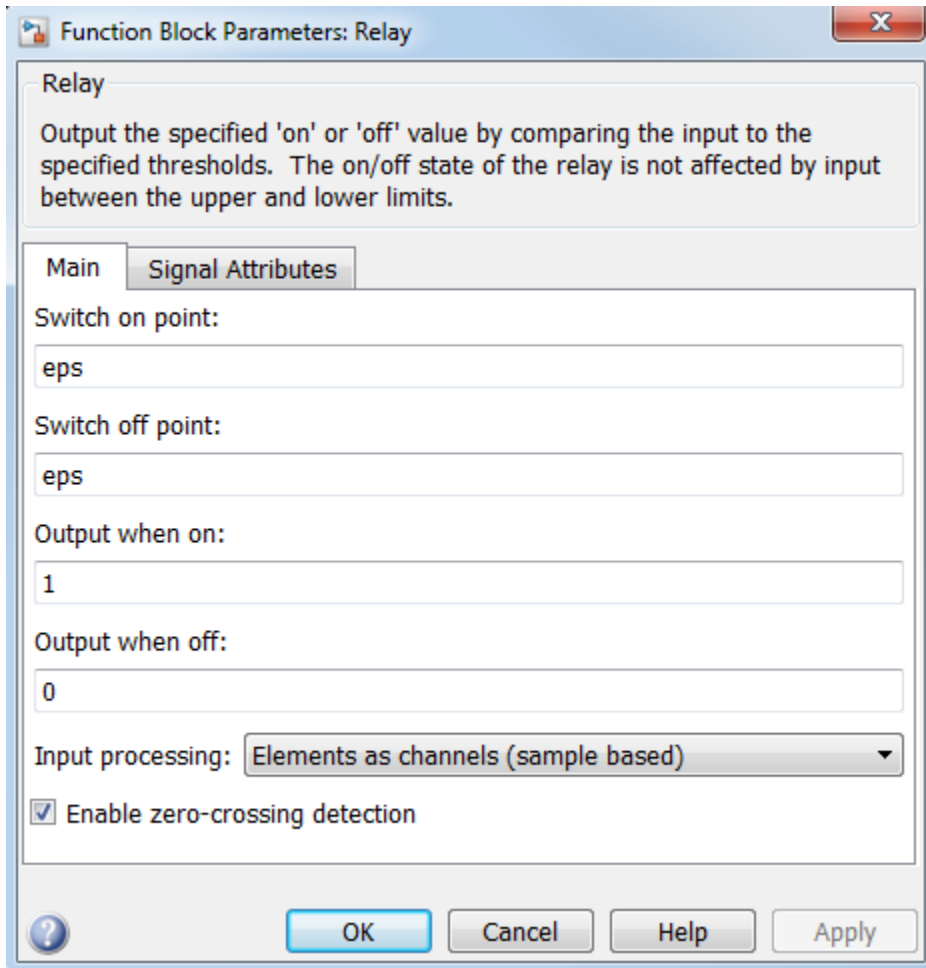 Function Block Parameters: Relay
X
Relay
Output the specified 'on' or 'off' value by comparing the input to the
specified thresholds.  The on/off state of the relay is not affected by input
between the upper and lower limits.
Main
Signal Attributes
Switch on point:
eps
Switch off point:
eps
Output when on:
1
Output when off:
0
Input processing: Elements as channels (sample based)
Enable zero-crossing detection
? OK Cancel Help Apply